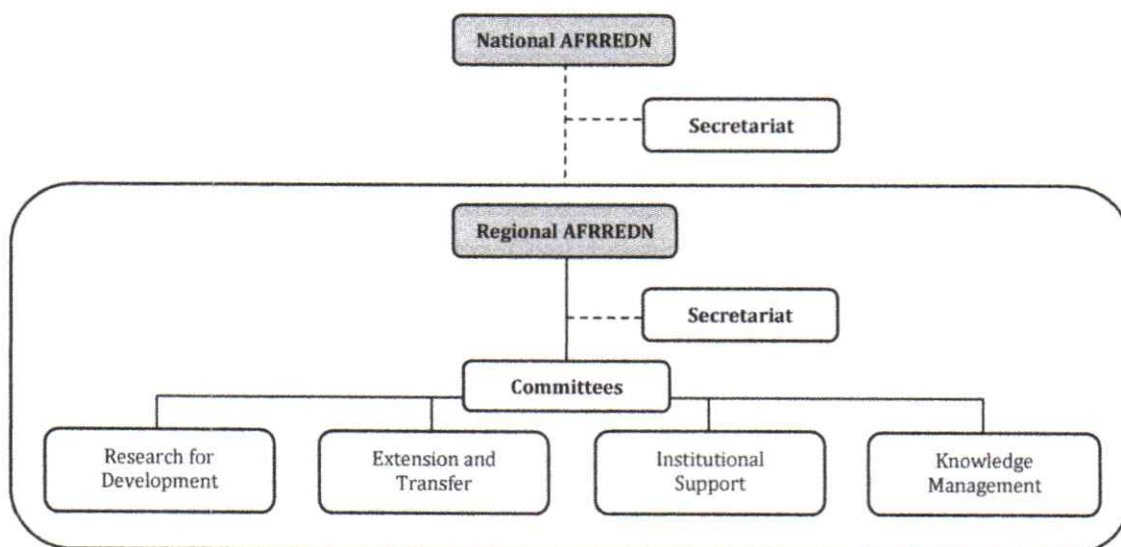 National AFRREDN
Secretariat
Regional AFRREDN
Secretariat
Committees
Research for
Development
Extension and
Transfer
Institutional
Support
Knowledge
Management